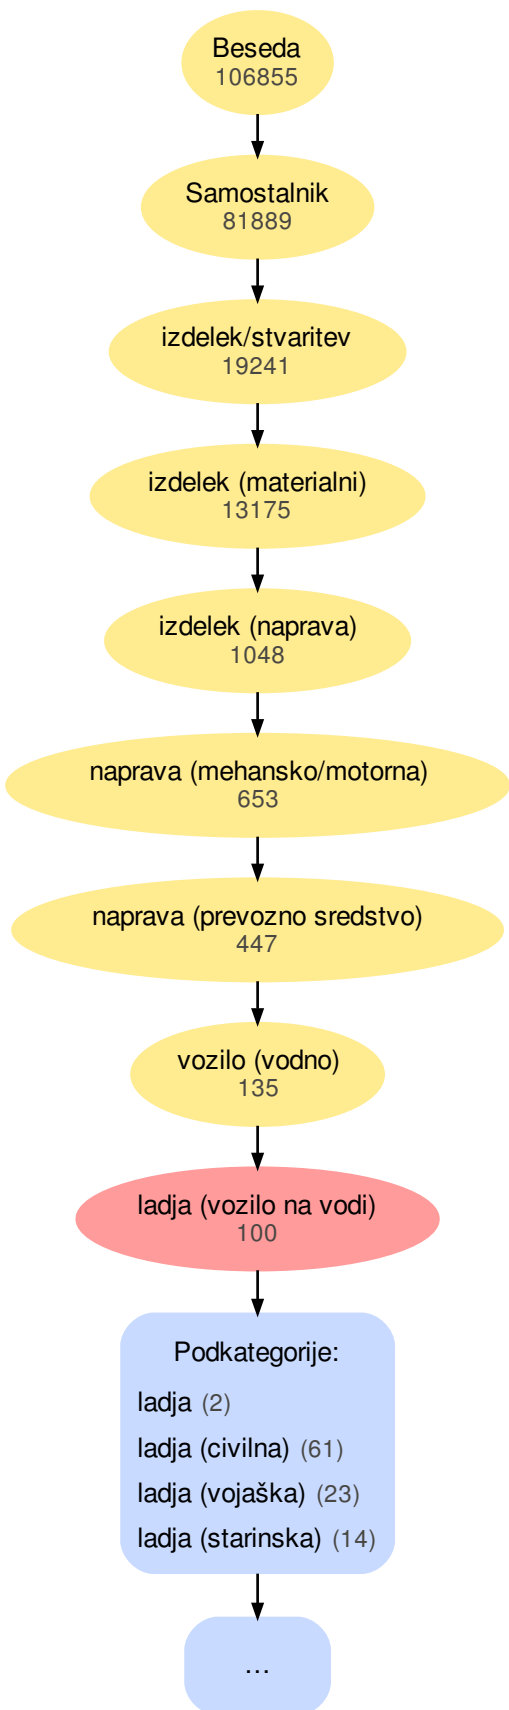 Beseda
106855
Samostalnik
81889
izdelek/stvaritev
19241
izdelek (materialni)
13175
izdelek (naprava)
1048
naprava (mehansko/motorna)
653
naprava (prevozno sredstvo)
447
vozilo (vodno)
135
ladja (vozilo na vodi)
100
Podkategorije:
ladja (2)
ladja (civilna) (61)
ladja (vojaška) (23)
ladja (starinska) (14)
...